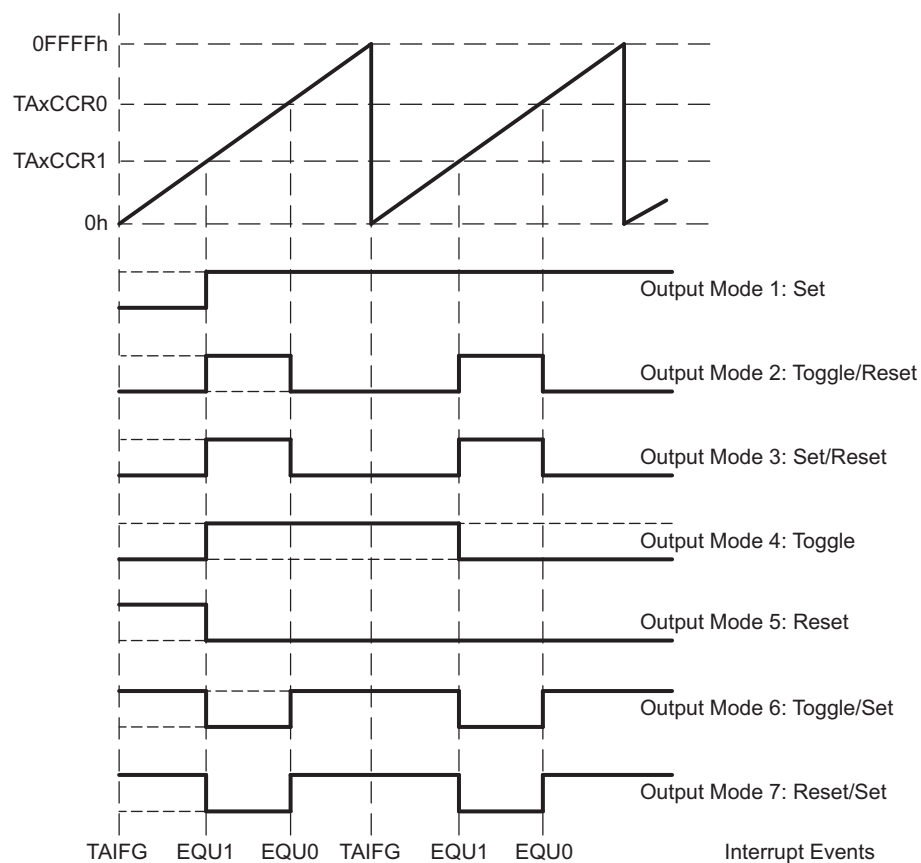 0FFFFh
TAxCCR0
TAxCCR1
0h
Output Mode 1: Set
Output Mode 2: Toggle/Reset
Output Mode 3: Set/Reset
Output Mode 4: Toggle
Output Mode 5: Reset
Output Mode 6: Toggle/Set
Output Mode 7: Reset/Set
TAIFG EQU1 EQU0 TAIFG EQU1 EQU0 Interrupt Events